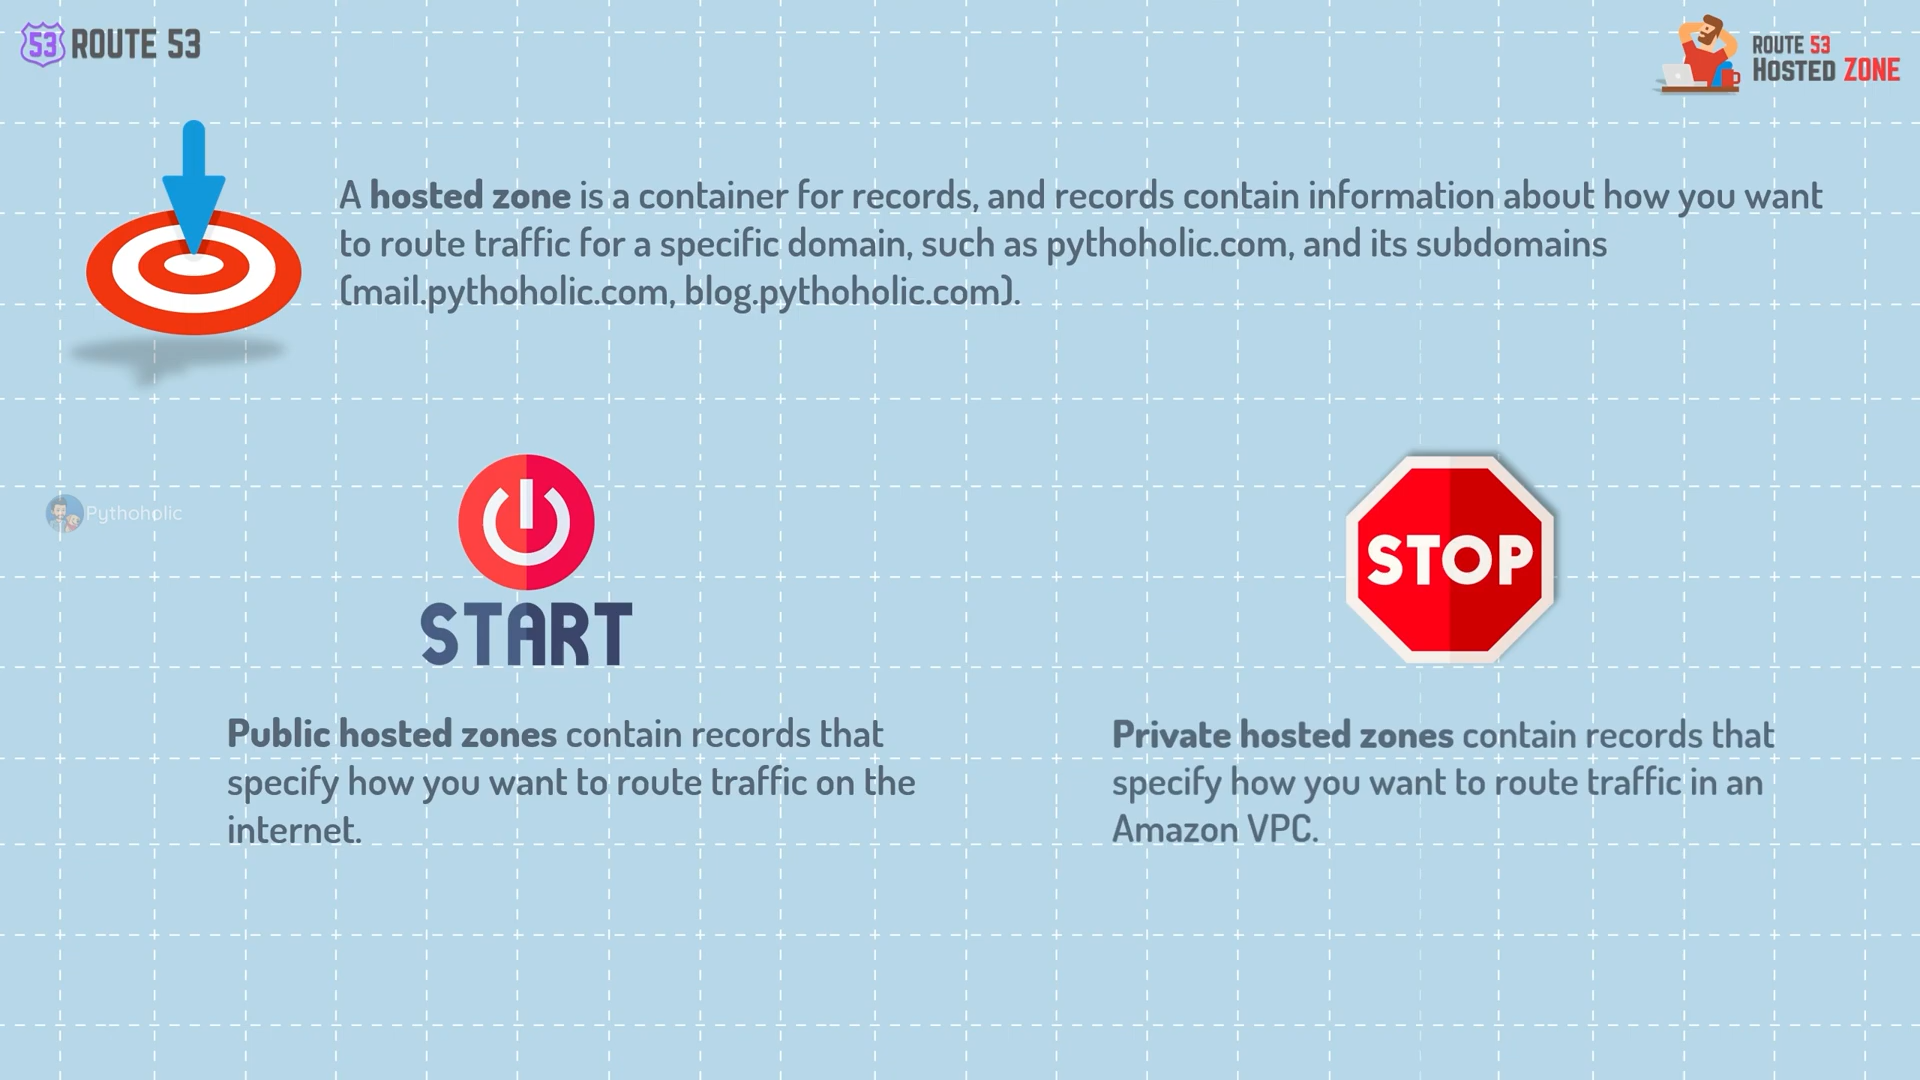 53 ROUTE 53
ROUTE 53
HOSTED ZONE
A hosted zone is a container for records, and records contain information about how you want
to route traffic for a specific domain, such as pythoholic.com, and its subdomains
(mail.pythoholic.com, blog.pythoholic.com).
Pythoholic
START
STOP
Public hosted zones contain records that
specify how you want to route traffic on the
internet.
Private hosted zones contain records that
specify how you want to route traffic in an
Amazon VPC.